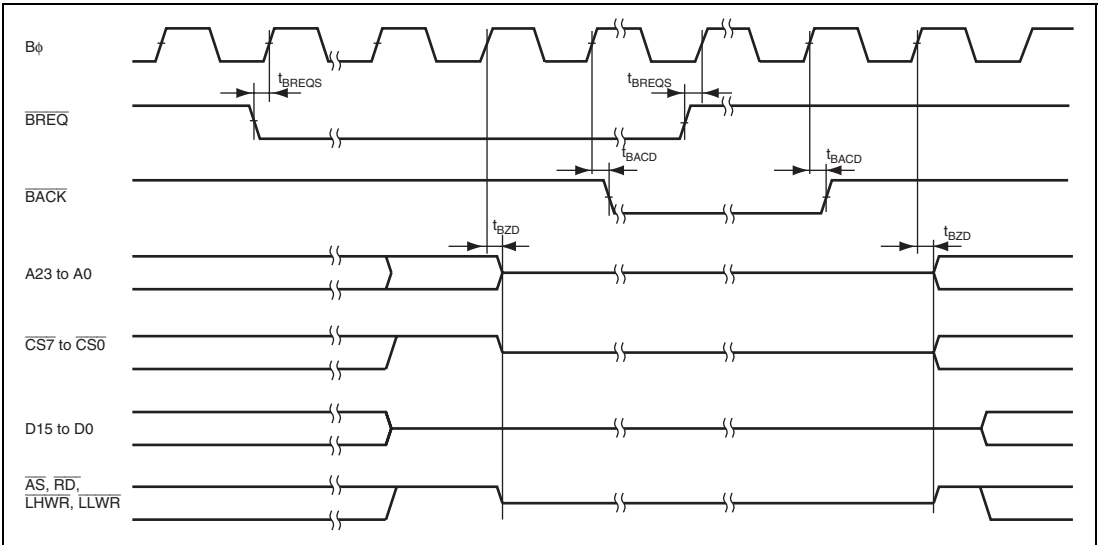 Bϕ
tBREQS
tBREQS
BREQ
tBACD
tBACD
BACK
tBZD
tBZD
A23 to A0
CS7 to CS0
D15 to D0
AS, RD,
LHWR, LLWR